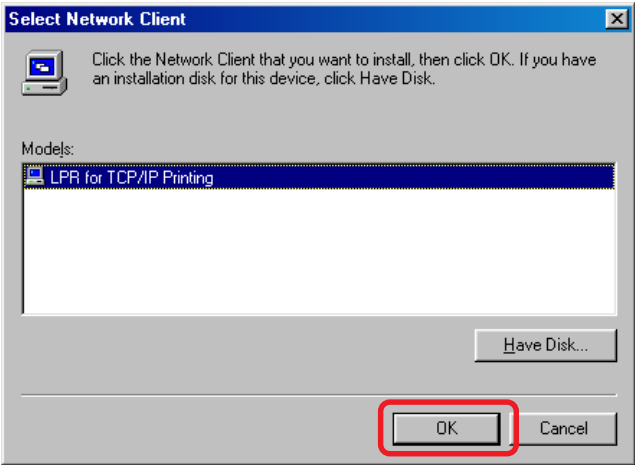 Select Network Client
Click the Network Client that you want to install, then click OK. If you have
an installation disk for this device, click Have Disk.
Models:
LPR for TCP/IP Printing
Have Disk...
OK
Cancel